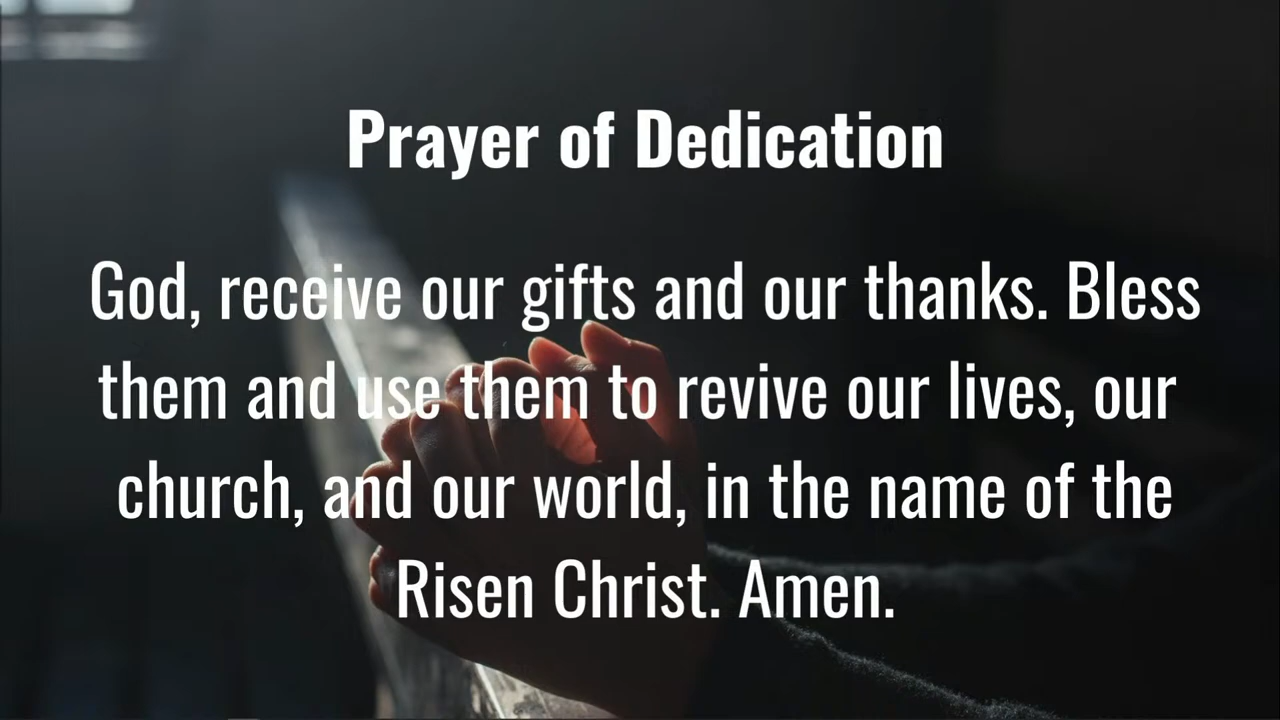 Prayer of Dedication
God, receive our gifts and our thanks. Bless
them and use them to revive our lives, our
church, and our world, in the name of the
Risen Christ. Amen.